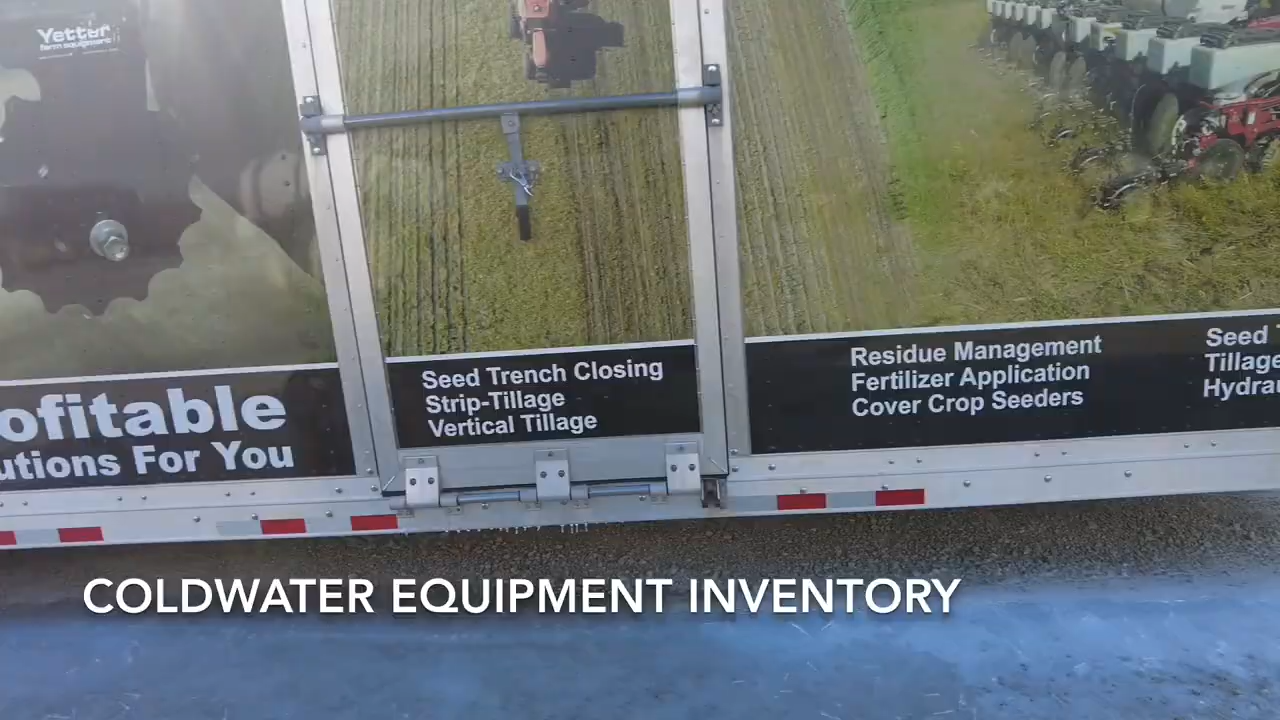 Yetter
farm equipment
ofitable
utions For You
Seed Trench Closing
Strip-Tillage
Vertical Tillage
Residue Management
Fertilizer Application
Cover Crop Seeders
Seed
Tillage
Hydra
COLDWATER EQUIPMENT INVENTORY